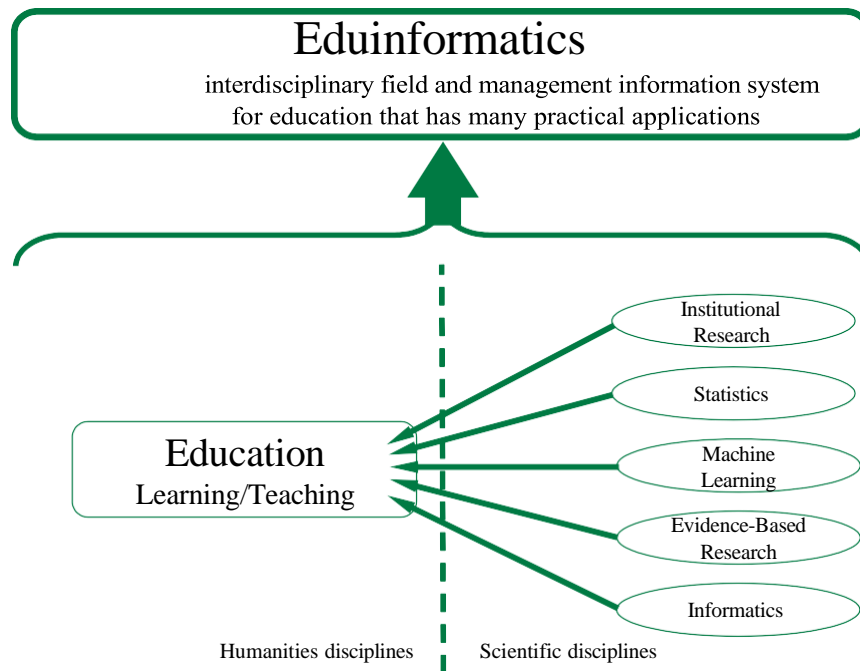 Eduinformatics
interdisciplinary field and management information system
for education that has many practical applications
Institutional
Research
Statistics
Education
Learning/Teaching
Machine
Learning
Evidence-Based
Research
Informatics
Humanities disciplines
Scientific disciplines